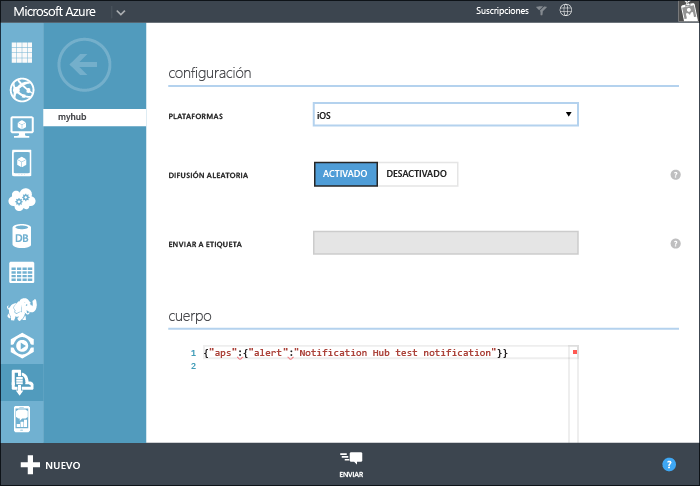 Microsoft Azure
Suscripciones
myhub
configuración
PLATAFORMAS
iOS
DIFUSIÓN ALEATORIA
ACTIVADO DESACTIVADO
?
ENVIAR A ETIQUETA
?
cuerpo
1 {"aps":{"alert":"Notification Hub test notification"}}
2
DB
NUEVO
ENVIAR
?